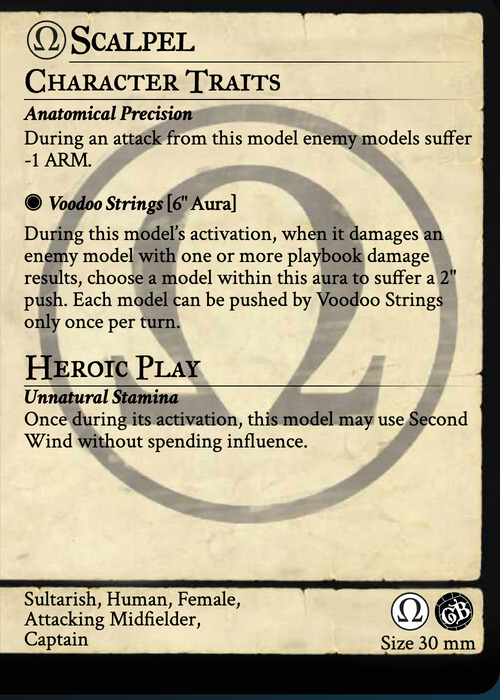 Ω Scalpel
Character Traits
Anatomical Precision
During an attack from this model enemy models suffer
-1 ARM.
Voodoo Strings [6" Aura]
During this model's activation, when it damages an
enemy model with one or more playbook damage
results, choose a model within this aura to suffer a 2"
push. Each model can be pushed by Voodoo Strings
only once per turn.
Heroic Play
Unnatural Stamina
Once during its activation, this model may use Second
Wind without spending influence.
Sultarish, Human, Female,
Attacking Midfielder,
Captain
Ω GB
Size 30 mm